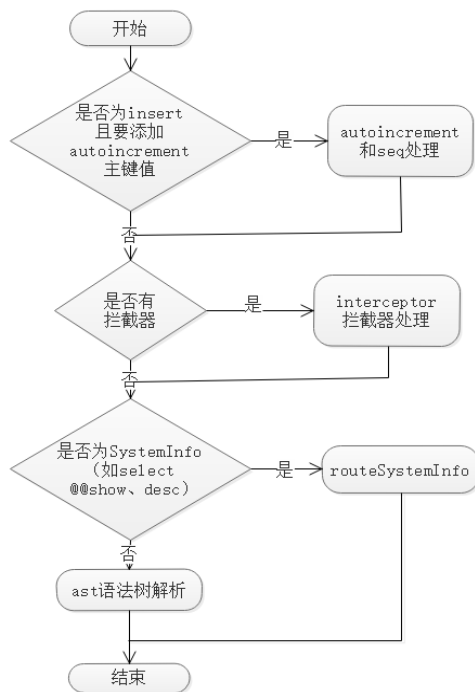 开始
是否为insert
且要添加
autoincrement
主键值
是
autoincrement
和seq处理
否
是否有
拦截器
是
interceptor
拦截器处理
否
是否为SystemInfo
（如select
@@show、desc）
是
routeSystemInfo
否
ast语法树解析
结束